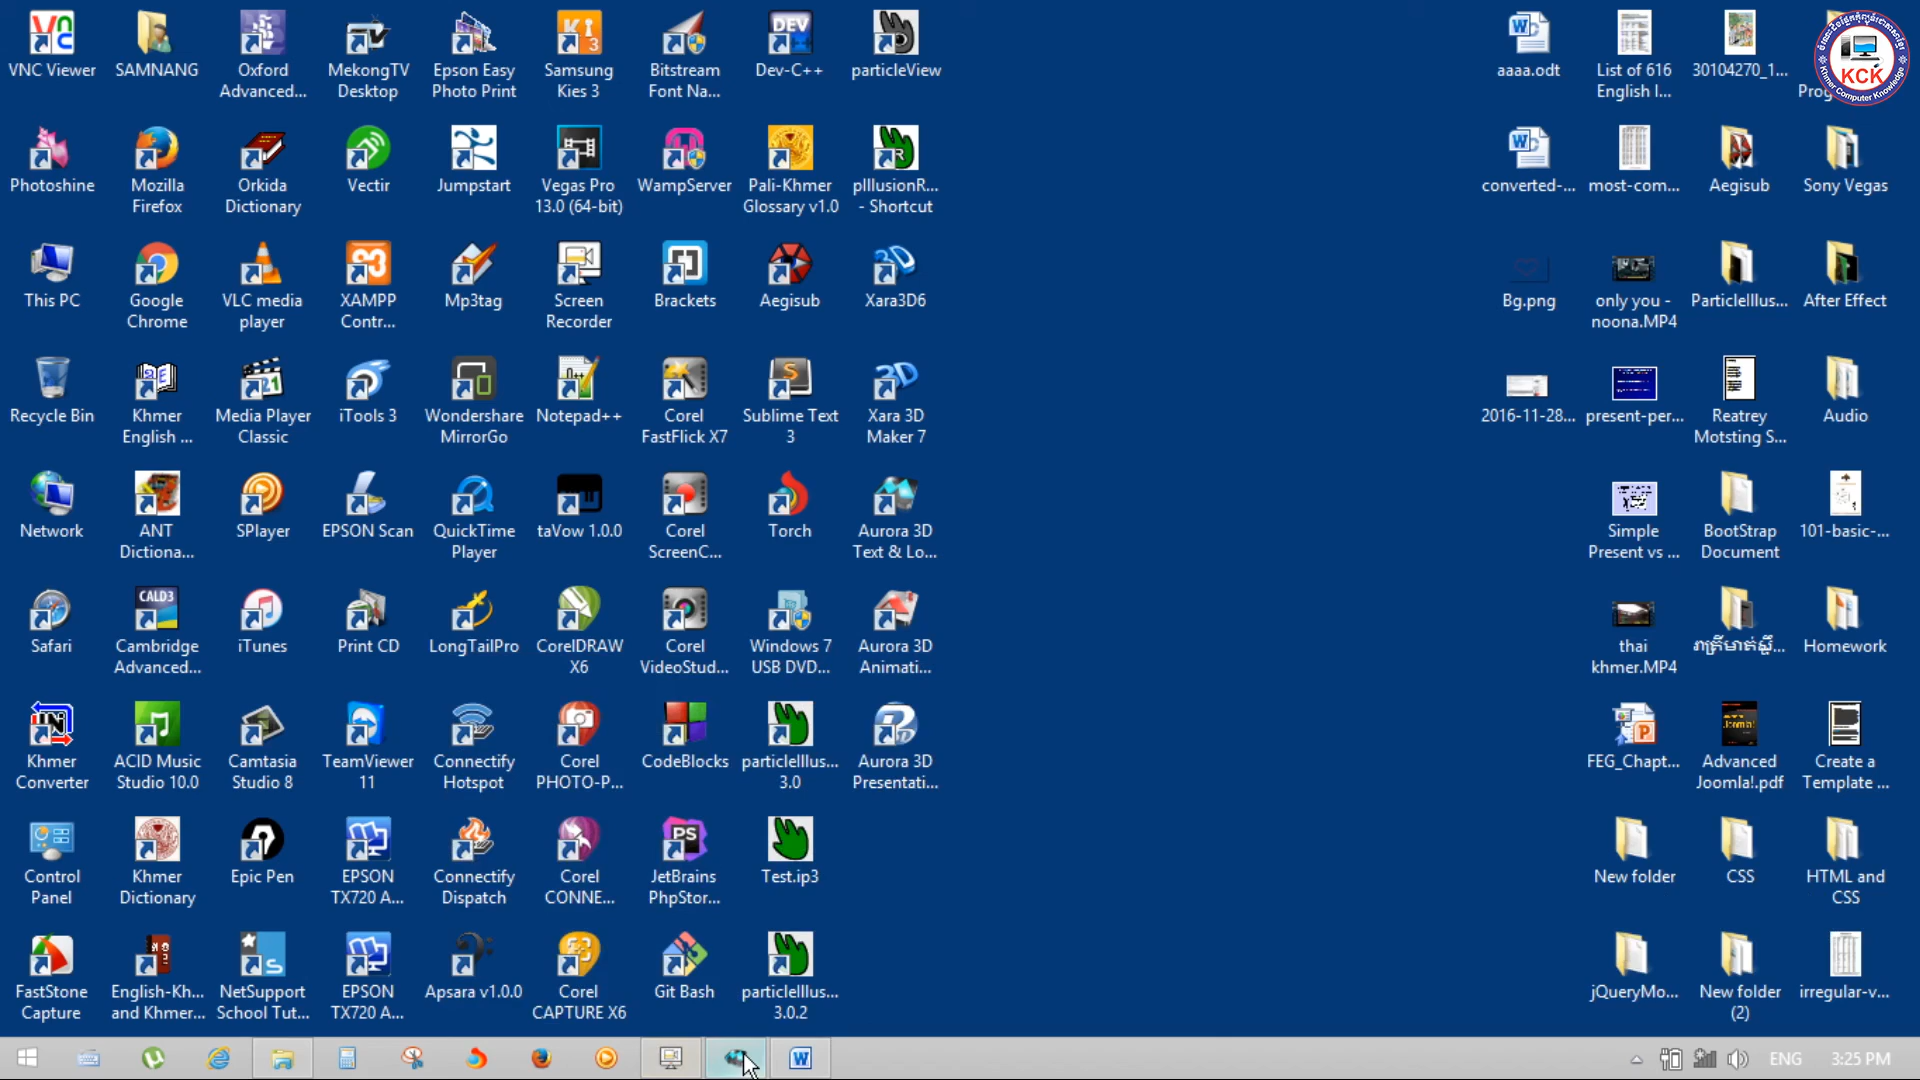 VNC Viewer
SAMNANG
Oxford
Advanced...
MekongTV
Desktop
Epson Easy
Photo Print
Samsung
Kies 3
Bitstream
Font Na...
Dev-C++
particleView
aaaa.odt
List of 616
English I...
30104270_1...
Prog
KCK
Khmer Computer Knowledge
Photoshine
Mozilla
Firefox
Orkida
Dictionary
Vectir
Jumpstart
Vegas Pro
13.0 (64-bit)
WampServer
Pali-Khmer
Glossary v1.0
pIllusionR...
- Shortcut
converted-...
most-com...
Aegisub
Sony Vegas
This PC
Google
Chrome
VLC media
player
XAMPP
Contr...
Mp3tag
Screen
Recorder
Brackets
Aegisub
Xara3D6
Bg.png
only you -
noona.MP4
ParticleIllus...
After Effect
Recycle Bin
Khmer
English ...
Media Player
Classic
iTools 3
Wondershare
MirrorGo
Notepad++
Corel
FastFlick X7
Sublime Text
3
Xara 3D
Maker 7
2016-11-28...
present-per...
Reatrey
Motsting S...
Audio
Network
ANT
Dictiona...
SPlayer
EPSON Scan
QuickTime
Player
taVow 1.0.0
Corel
ScreenC...
Torch
Aurora 3D
Text & Lo...
Simple
Present vs ...
BootStrap
Document
101-basic-...
Safari
CALD3
Cambridge
Advanced...
iTunes
Print CD
LongTailPro
CorelDRAW
X6
Corel
VideoStud...
Windows 7
USB DVD...
Aurora 3D
Animati...
thai
khmer.MP4
រាត្រីមាត់ស្ទឹ...
Homework
Khmer
Converter
ACID Music
Studio 10.0
Camtasia
Studio 8
TeamViewer
11
Connectify
Hotspot
Corel
PHOTO-P...
CodeBlocks
particleIllus...
3.0
Aurora 3D
Presentati...
FEG_Chapt...
Advanced
Joomla!.pdf
Create a
Template ...
Control
Panel
Khmer
Dictionary
Epic Pen
EPSON
TX720 A...
Connectify
Dispatch
Corel
CONNE...
JetBrains
PhpStor...
Test.ip3
New folder
CSS
HTML and
CSS
FastStone
Capture
English-Kh...
and Khmer...
NetSupport
School Tut...
EPSON
TX720 A...
Apsara v1.0.0
Corel
CAPTURE X6
Git Bash
particleIllus...
3.0.2
jQueryMo...
New folder
(2)
irregular-v...
ENG
3:25 PM